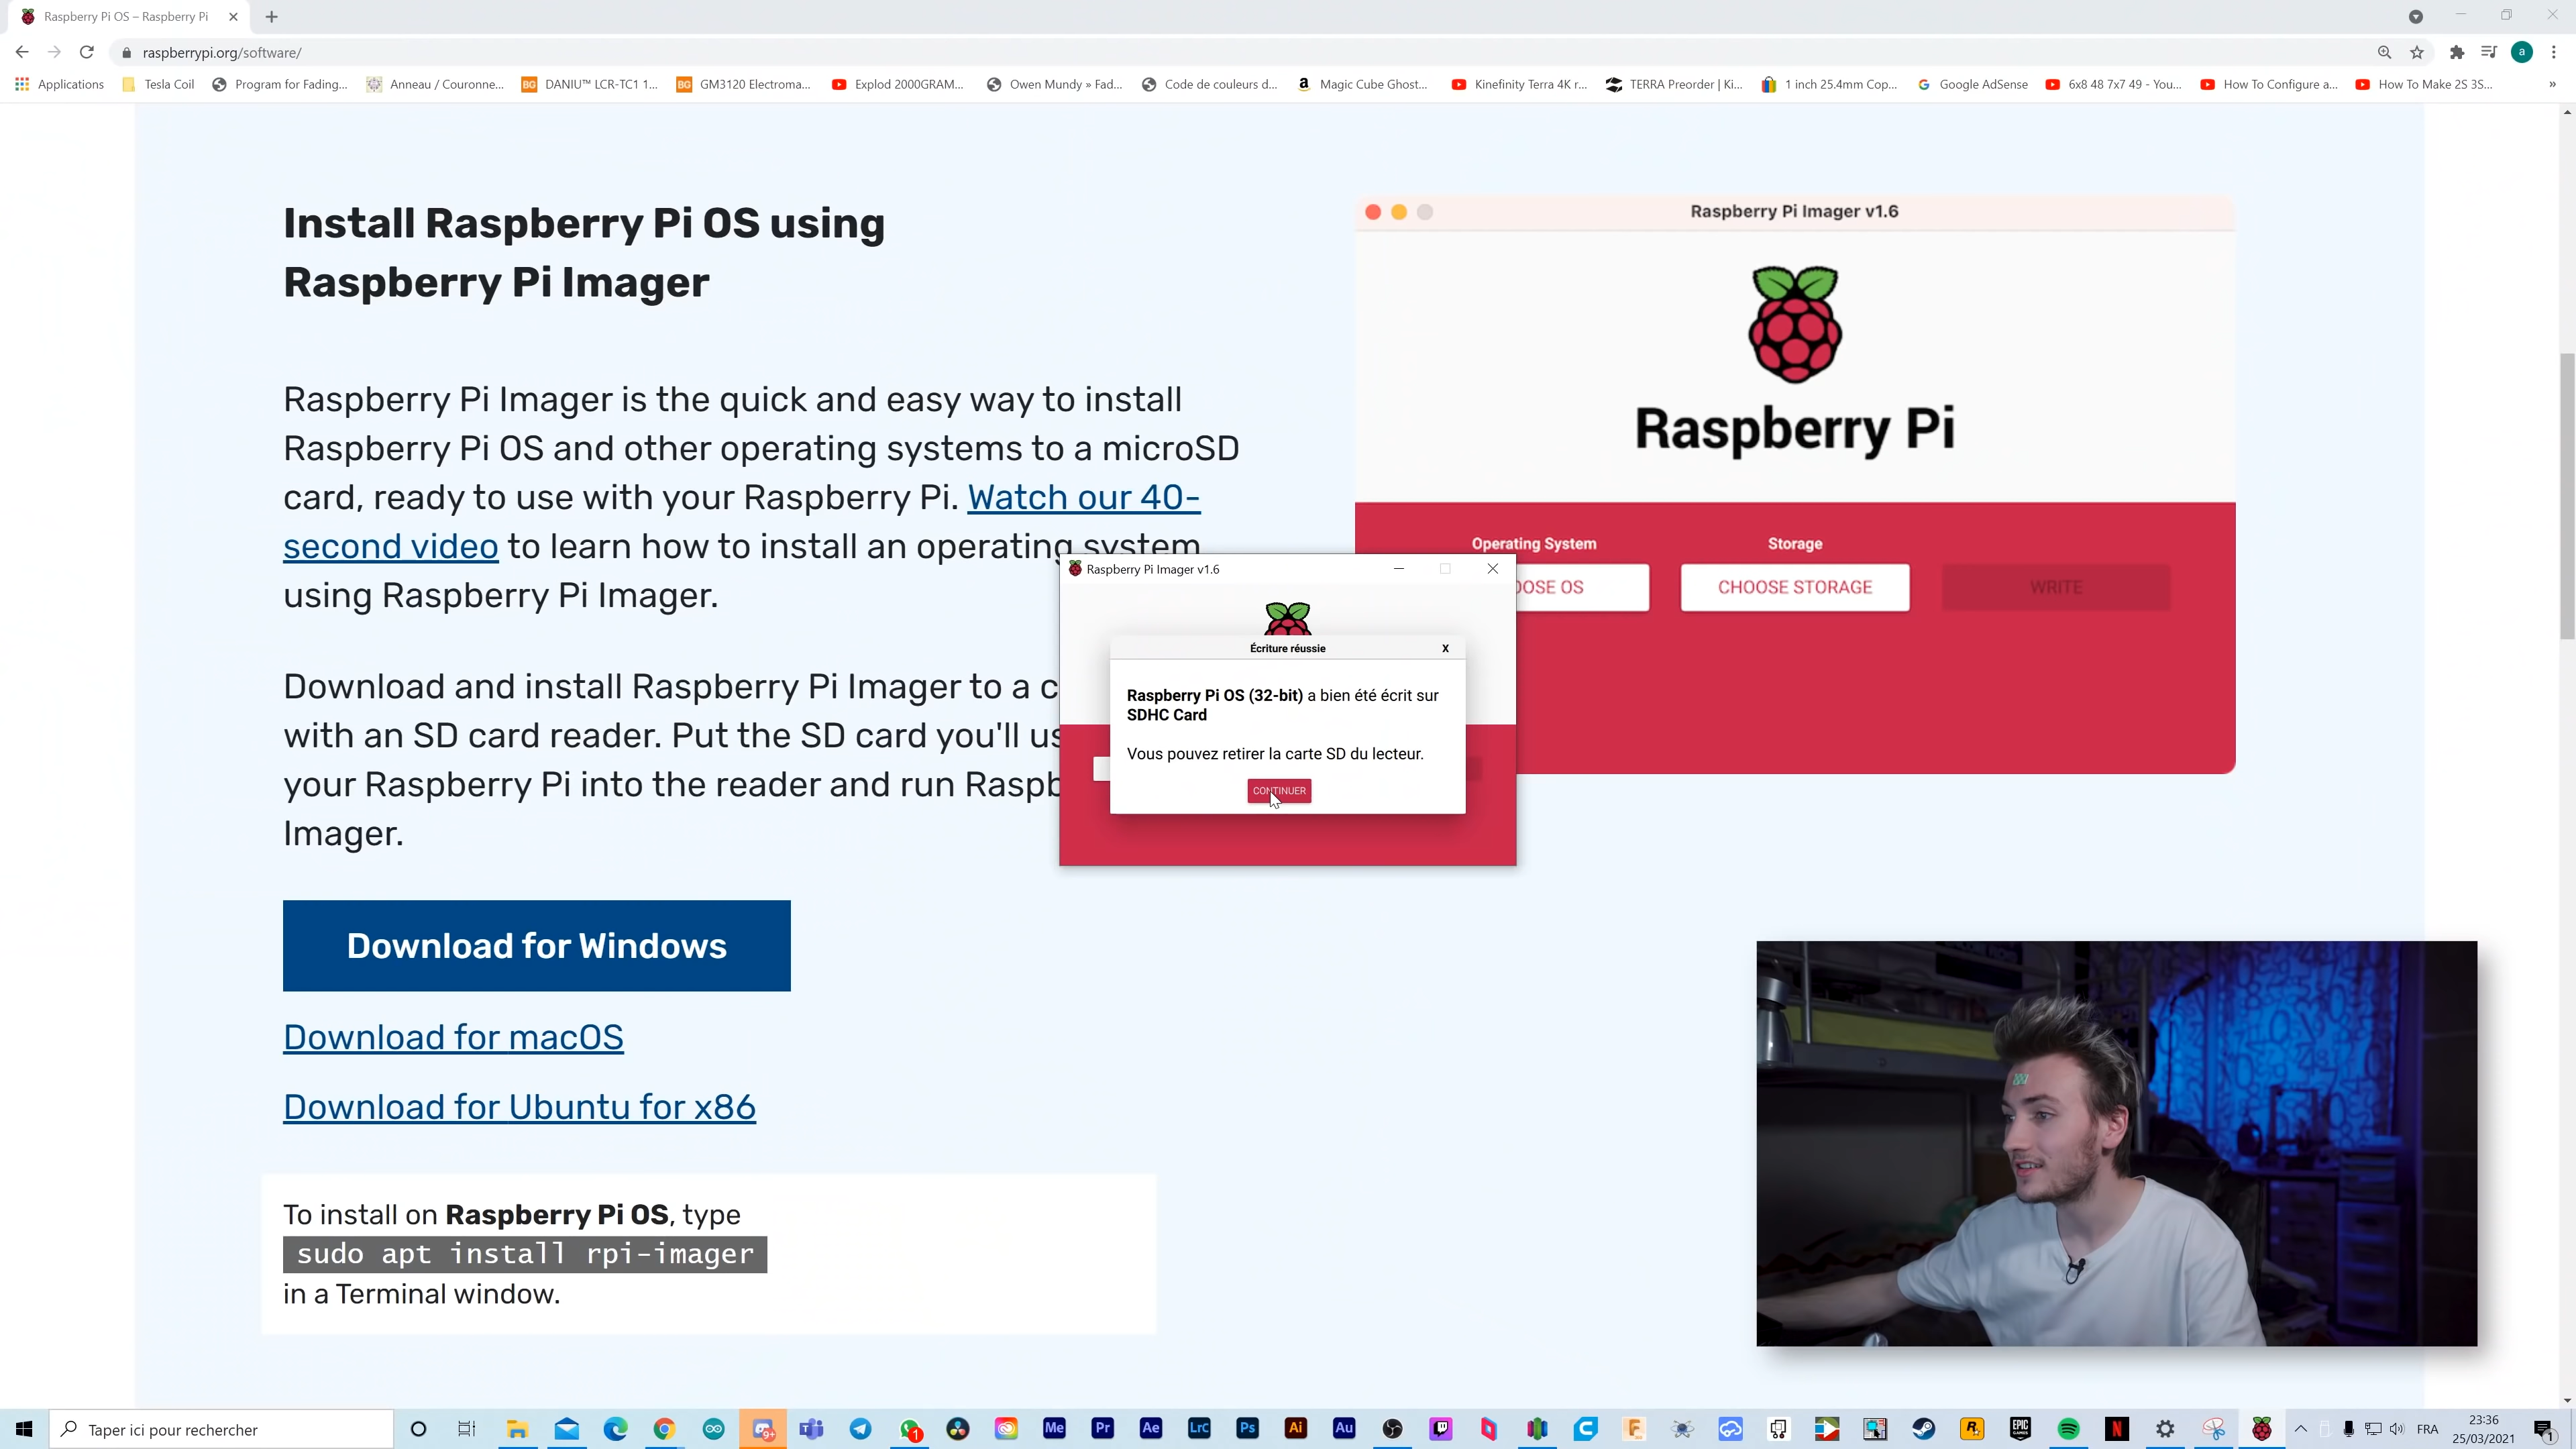 Raspberry Pi OS – Raspberry Pi
raspberrypi.org/software/
Applications
Tesla Coil
Program for Fading...
Anneau / Couronne...
DANIU™ LCR-TC1 1...
GM3120 Electroma...
Explod 2000GRAM...
Owen Mundy » Fad...
Code de couleurs d...
Magic Cube Ghost...
Kinefinity Terra 4K r...
TERRA Preorder | Ki...
1 inch 25.4mm Cop...
Google AdSense
6x8 48 7x7 49 - You...
How To Configure a...
How To Make 2S 3S...
Install Raspberry Pi OS using
Raspberry Pi Imager
Raspberry Pi Imager is the quick and easy way to install
Raspberry Pi OS and other operating systems to a microSD
card, ready to use with your Raspberry Pi. Watch our 40-
second video to learn how to install an operating system
using Raspberry Pi Imager.
Download and install Raspberry Pi Imager to a c
with an SD card reader. Put the SD card you'll us
your Raspberry Pi into the reader and run Raspb
Imager.
Download for Windows
Download for macOS
Download for Ubuntu for x86
To install on Raspberry Pi OS, type
sudo apt install rpi-imager
in a Terminal window.
Raspberry Pi Imager v1.6
Raspberry Pi
Operating System
Storage
OOSE OS
CHOOSE STORAGE
WRITE
Raspberry Pi Imager v1.6
Écriture réussie
X
Raspberry Pi OS (32-bit) a bien été écrit sur
SDHC Card
Vous pouvez retirer la carte SD du lecteur.
CONTINUER
Taper ici pour rechercher
FRA
23:36
25/03/2021